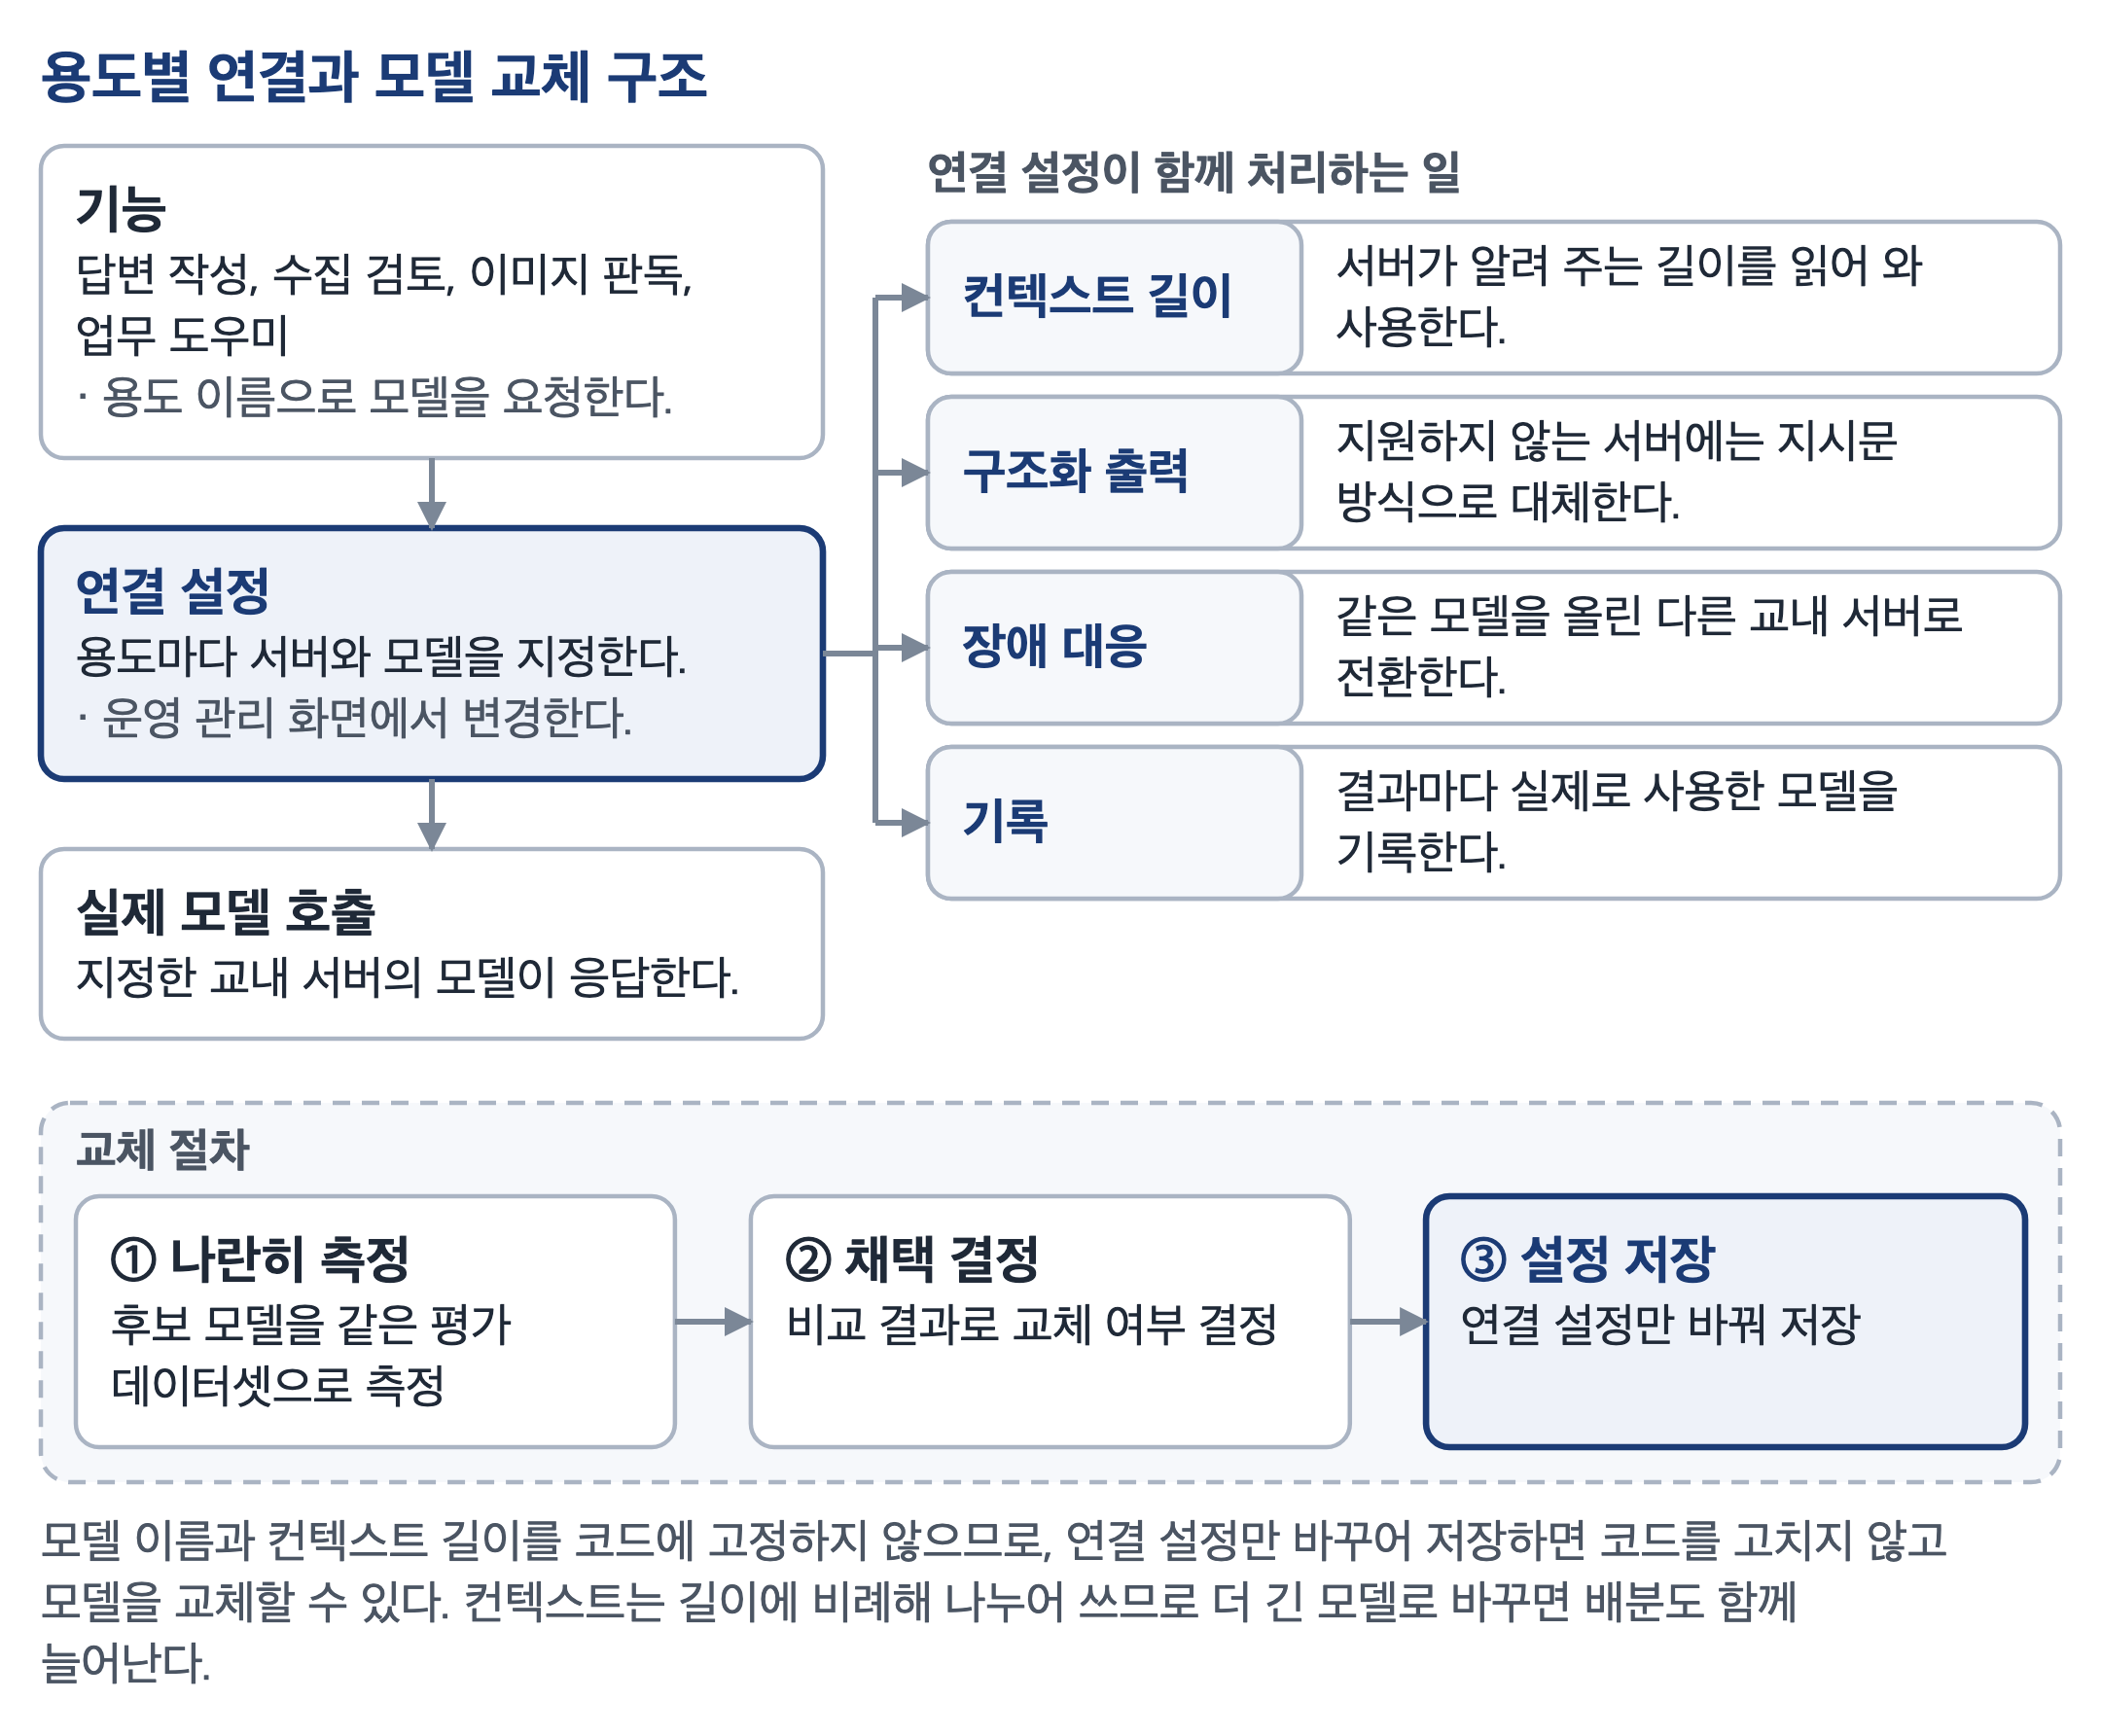 용도별 연결과 모델 교체 구조
기능
답변 작성, 수집 검토, 이미지 판독,
업무 도우미
· 용도 이름으로 모델을 요청한다.
연결 설정
용도마다 서버와 모델을 지정한다.
· 운영 관리 화면에서 변경한다.
실제 모델 호출
지정한 교내 서버의 모델이 응답한다.
연결 설정이 함께 처리하는 일
컨텍스트 길이
서버가 알려 주는 길이를 읽어 와
사용한다.
구조화 출력
지원하지 않는 서버에는 지시문
방식으로 대체한다.
장애 대응
같은 모델을 올린 다른 교내 서버로
전환한다.
기록
결과마다 실제로 사용한 모델을
기록한다.
교체 절차
① 나란히 측정
후보 모델을 같은 평가
데이터셋으로 측정
② 채택 결정
비교 결과로 교체 여부 결정
③ 설정 저장
연결 설정만 바꿔 저장
모델 이름과 컨텍스트 길이를 코드에 고정하지 않으므로, 연결 설정만 바꾸어 저장하면 코드를 고치지 않고
모델을 교체할 수 있다. 컨텍스트는 길이에 비례해 나누어 쓰므로 더 긴 모델로 바꾸면 배분도 함께
늘어난다.